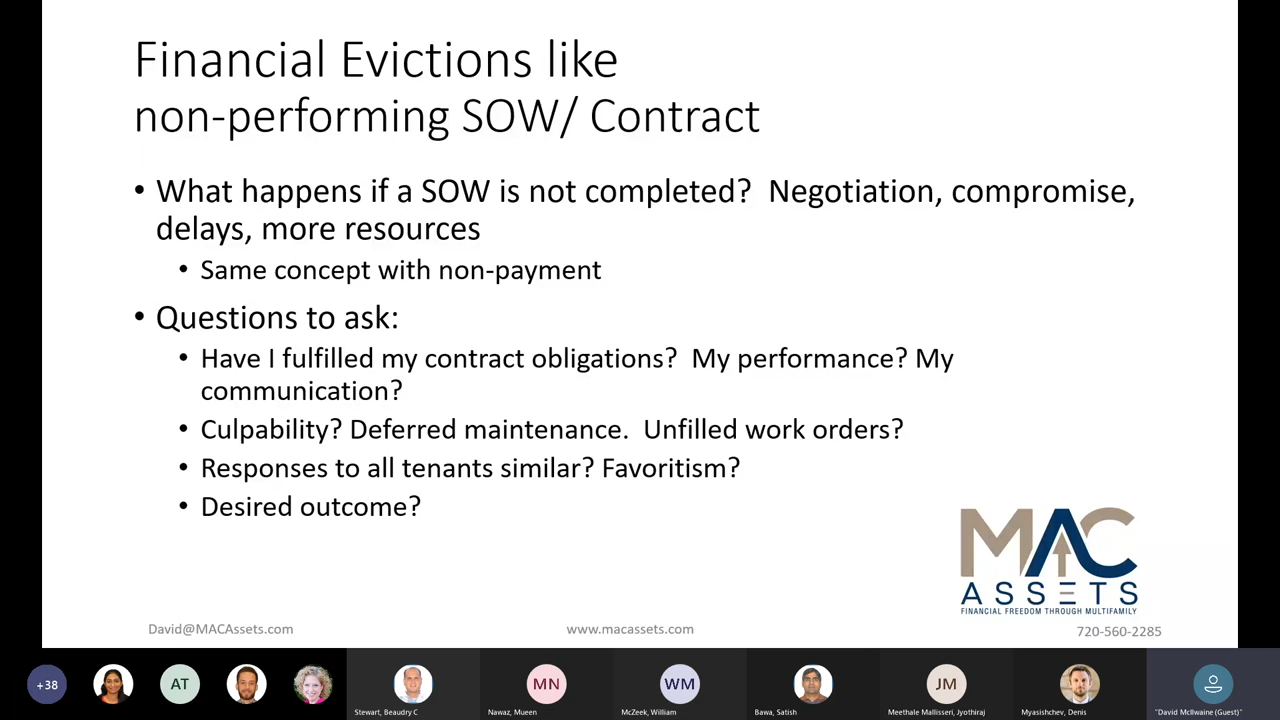 Financial Evictions like
non-performing SOW/ Contract
• What happens if a SOW is not completed?  Negotiation, compromise,
delays, more resources
• Same concept with non-payment
• Questions to ask:
• Have I fulfilled my contract obligations?  My performance? My
communication?
• Culpability? Deferred maintenance.  Unfilled work orders?
• Responses to all tenants similar? Favoritism?
• Desired outcome?
MAC
ASSETS
FINANCIAL FREEDOM THROUGH MULTIFAMILY
David@MACAssets.com
www.macassets.com
720-560-2285
+38
AT
MN
WM
JM
Stewart, Beaudry C
Nawaz, Mueen
McZeek, William
Bawa, Satish
Meethale Mallisseri, Jyothiraj
Myasishchev, Denis
"David McIlwaine (Guest)"